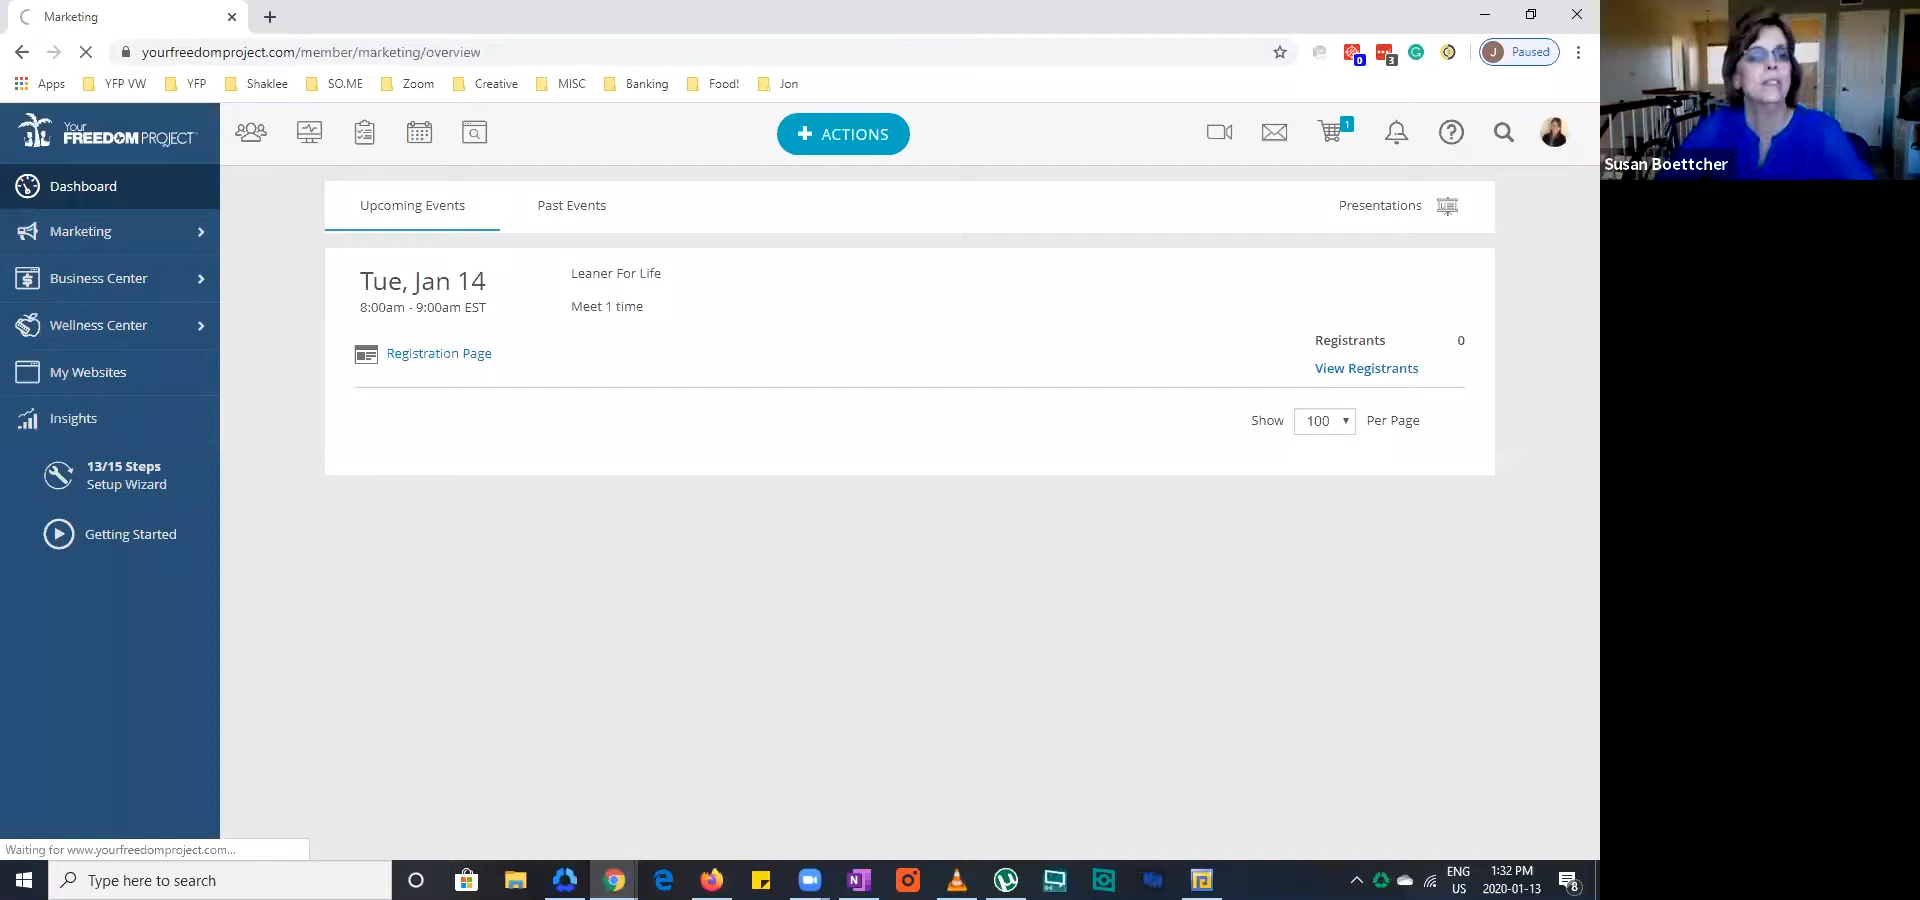 Marketing
yourfreedomproject.com/member/marketing/overview
0
3
J Paused
Apps YFP VW YFP Shaklee SO.ME Zoom Creative MISC Banking Food! Jon
Your
FREEDOM PROJECT
+ ACTIONS
1
Susan Boettcher
Dashboard
Marketing
Business Center
Wellness Center
My Websites
Insights
13/15 Steps
Setup Wizard
Getting Started
Upcoming Events Past Events Presentations
Tue, Jan 14
8:00am - 9:00am EST
Leaner For Life
Meet 1 time
Registration Page
Registrants 0
View Registrants
Show 100 Per Page
Waiting for www.yourfreedomproject.com...
Type here to search
ENG
US
1:32 PM
2020-01-13
8